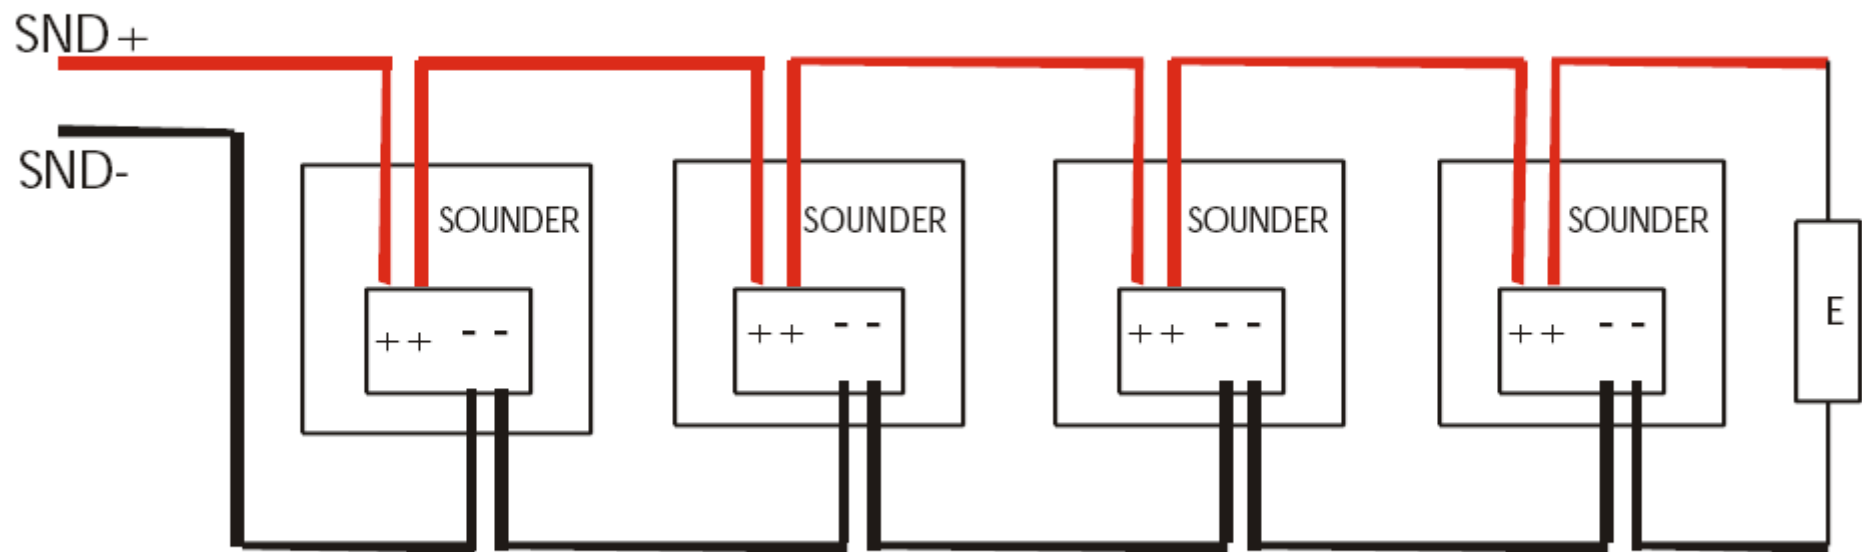 SND+
SND-
SOUNDER
SOUNDER
SOUNDER
SOUNDER
++ --
++ --
++ --
++ --
E